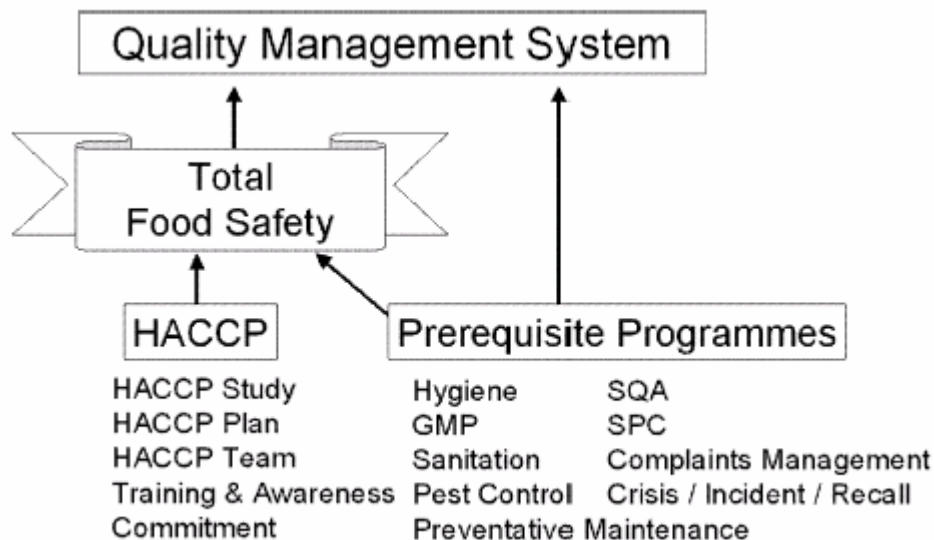 Quality Management System
Total
Food Safety
HACCP
Prerequisite Programmes
HACCP Study
HACCP Plan
HACCP Team
Training & Awareness
Commitment
Hygiene
GMP
Sanitation
Pest Control
Preventative Maintenance
SQA
SPC
Complaints Management
Crisis / Incident / Recall